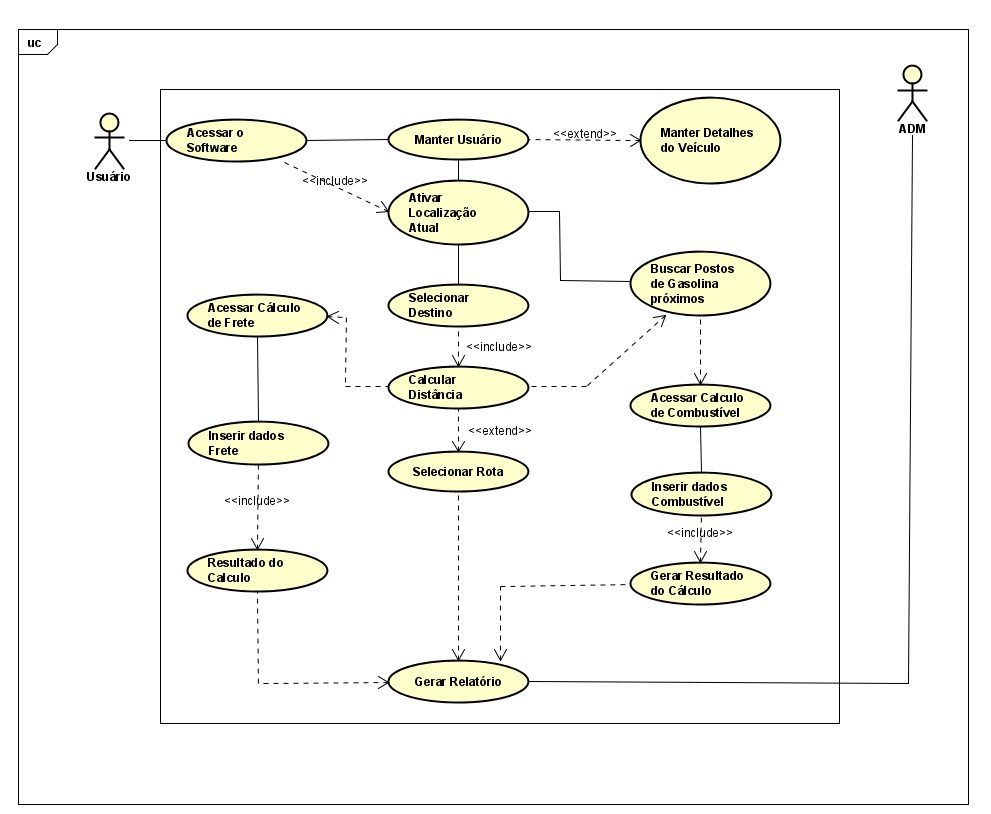 uc
ADM
Usuário
Acessar o
Software
Manter Usuário
<<extend>>
Manter Detalhes
do Veículo
<<include>>
Ativar
Localização
Atual
Buscar Postos
de Gasolina
próximos
Selecionar
Destino
Acessar Cálculo
de Frete
<<include>>
Calcular
Distância
Acessar Calculo
de Combustível
<<extend>>
Inserir dados
Frete
Selecionar Rota
Inserir dados
Combustível
<<include>>
<<include>>
Resultado do
Calculo
Gerar Resultado
do Cálculo
Gerar Relatório